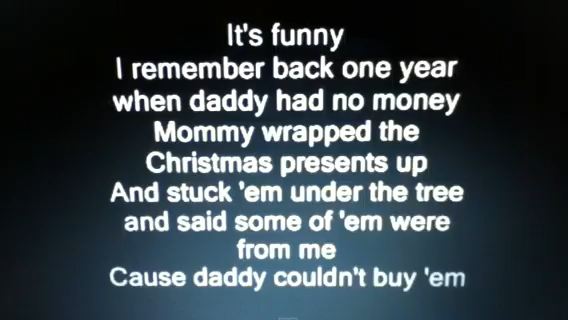 It's funny
I remember back one year
when daddy had no money
Mommy wrapped the
Christmas presents up
And stuck 'em under the tree
and said some of 'em were
from me
Cause daddy couldn't buy 'em